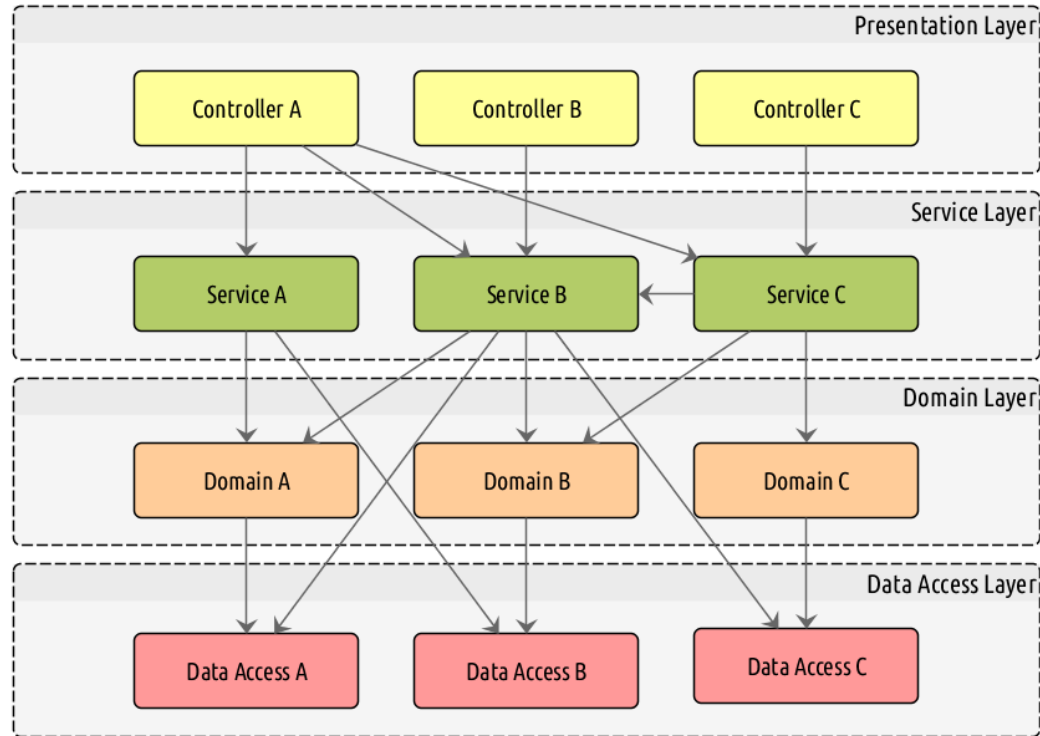 Presentation Layer
Controller A
Controller B
Controller C
Service Layer
Service A
Service B
Service C
Domain Layer
Domain A
Domain B
Domain C
Data Access Layer
Data Access A
Data Access B
Data Access C